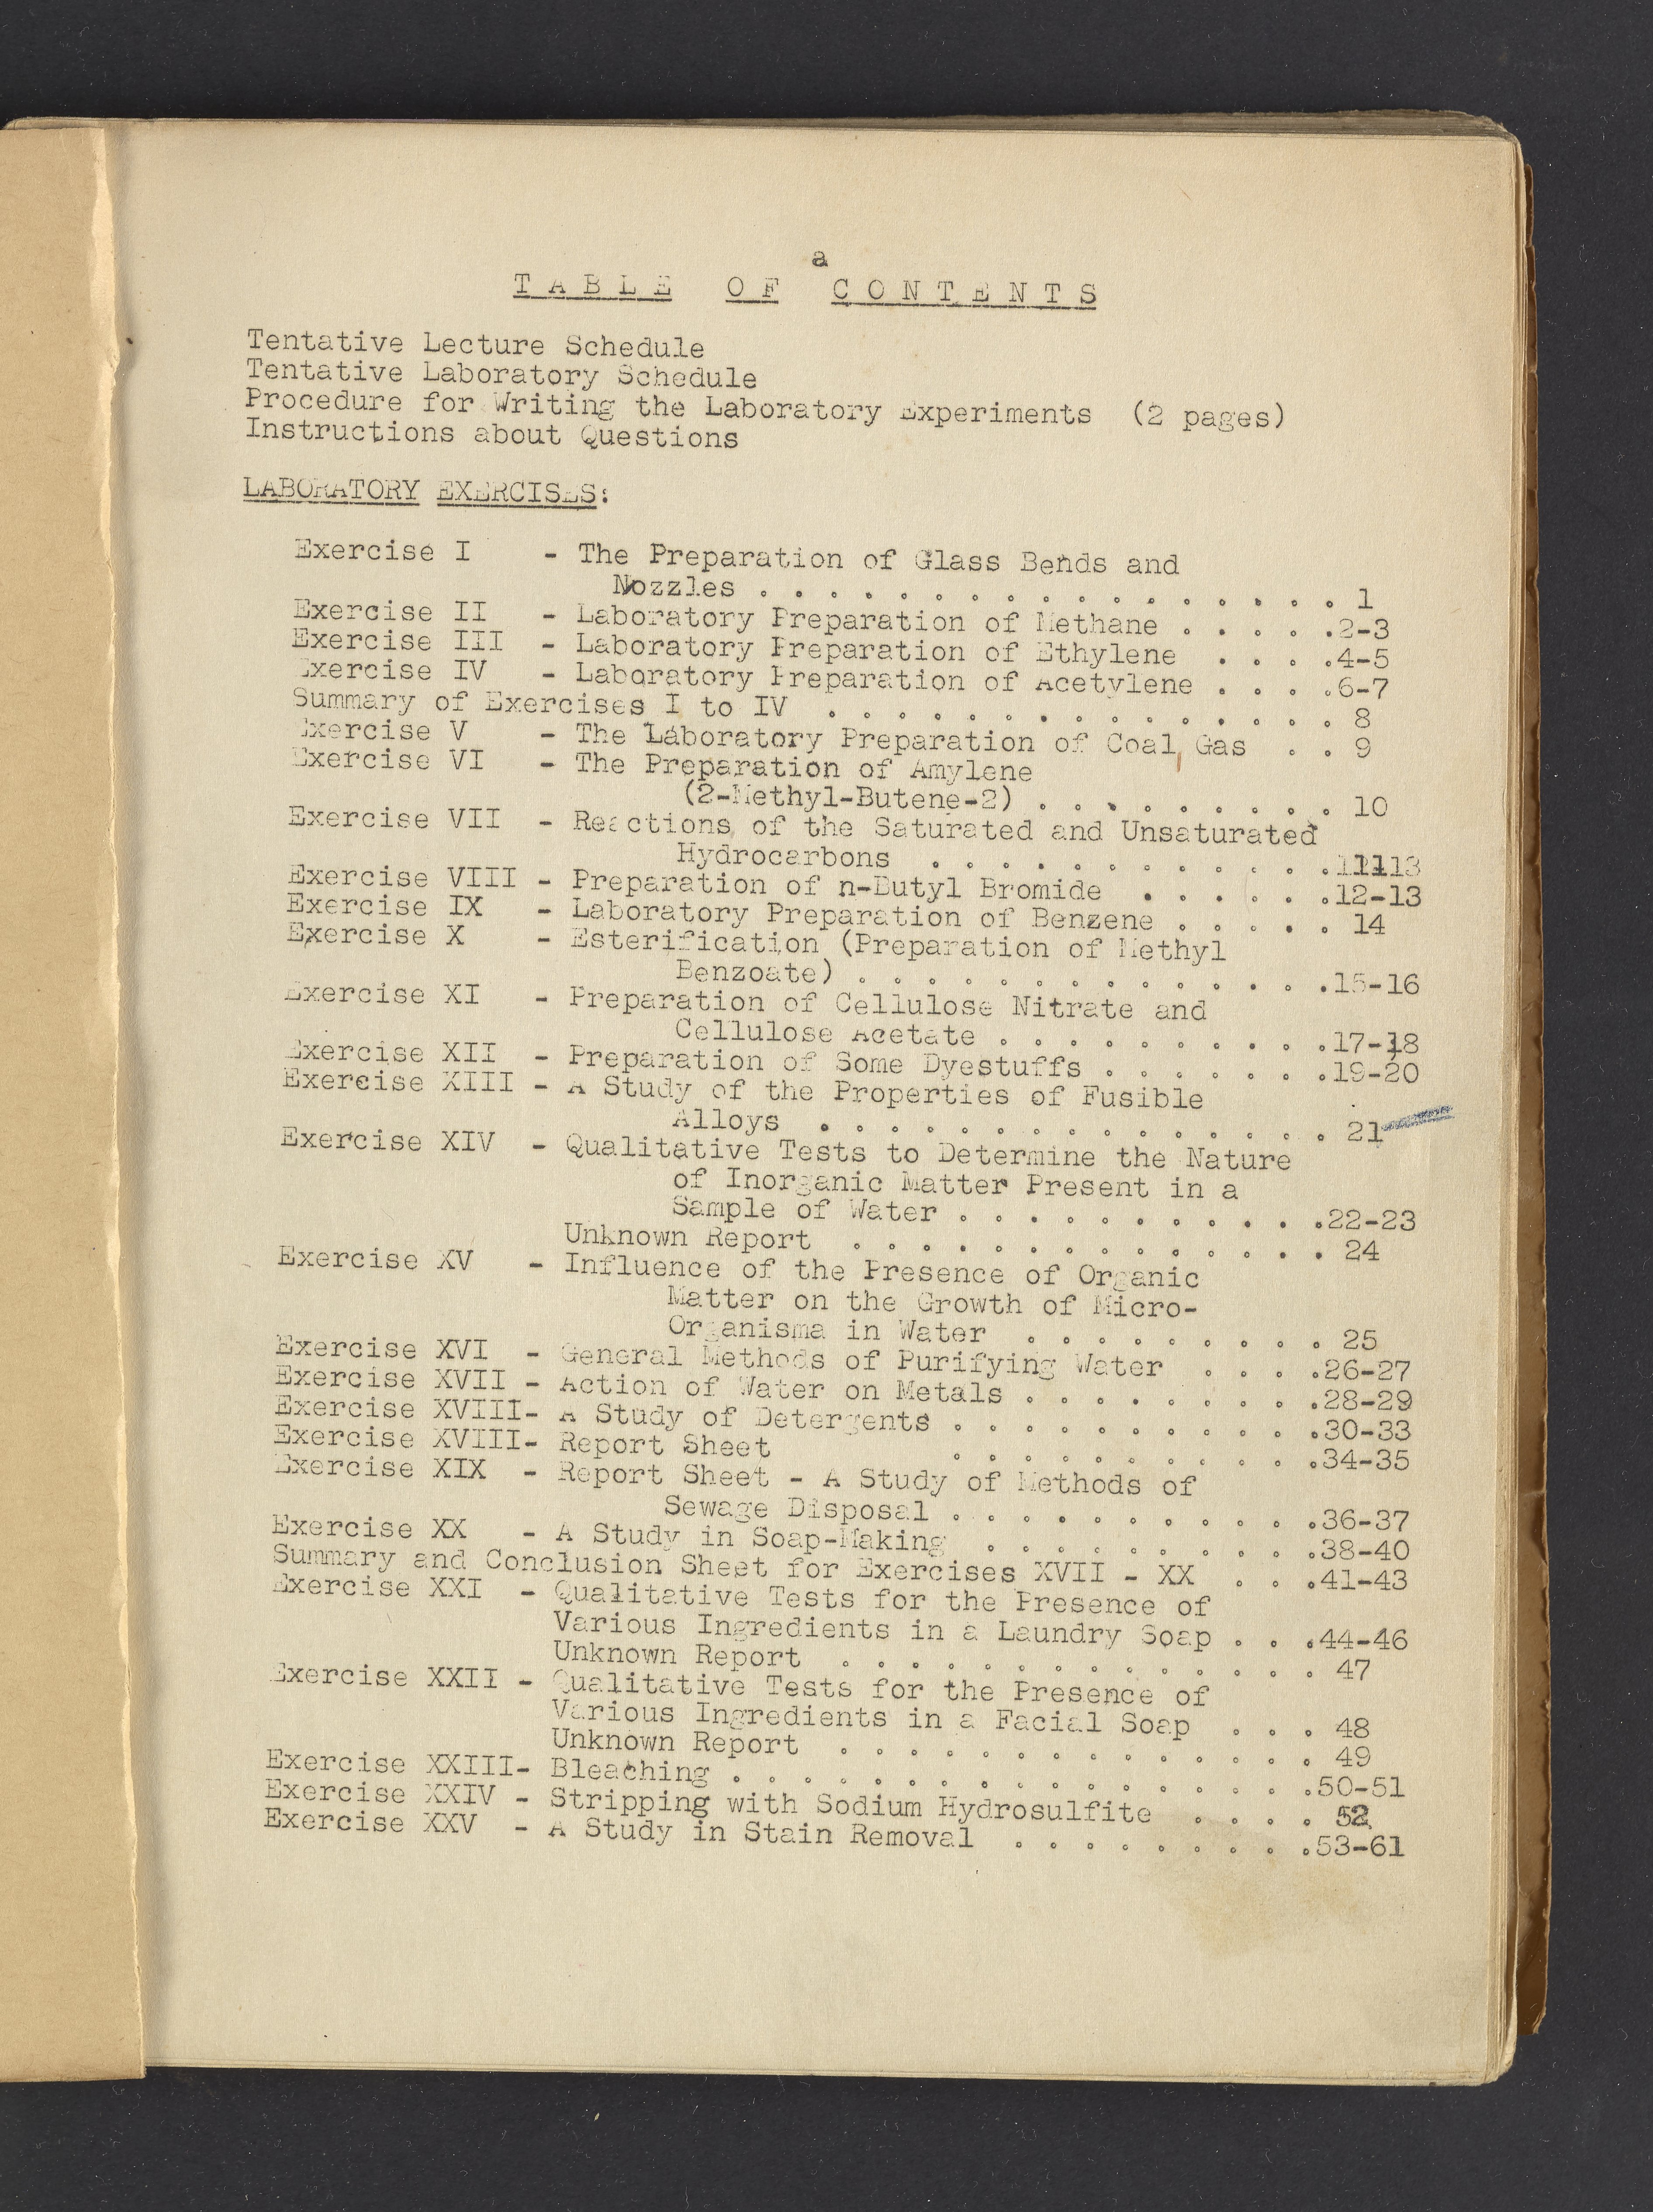 a
T A B L E   O F   C O N T E N T S
Tentative Lecture Schedule
Tentative Laboratory Schedule
Procedure for Writing the Laboratory Experiments (2 pages)
Instructions about Questions
LABORATORY EXERCISES:
Exercise I - The Preparation of Glass Bends and
Nozzles . . . . . . . . . . . . . . . . . 1
Exercise II - Laboratory Preparation of Methane . . . . .2-3
Exercise III - Laboratory Preparation of Ethylene . . . .4-5
Exercise IV - Laboratory Preparation of Acetylene . . . .6-7
Summary of Exercises I to IV . . . . . . . . . . . . . . . 8
Exercise V - The Laboratory Preparation of Coal Gas . . 9
Exercise VI - The Preparation of Amylene
(2-Methyl-Butene-2) . . . . . . . . . 10
Exercise VII - Reactions of the Saturated and Unsaturated
Hydrocarbons . . . . . . . . . . . .
Exercise VIII - Preparation of n-Butyl Bromide . . . . . .12-13
Exercise IX - Laboratory Preparation of Benzene . . . . . 14
Exercise X - Esterification (Preparation of Methyl
Benzoate) . . . . . . . . . . . . . .15-16
Exercise XI - Preparation of Cellulose Nitrate and
Cellulose Acetate . . . . . . . . . .17-18
Exercise XII - Preparation of Some Dyestuffs . . . . . . .19-20
Exercise XIII - A Study of the Properties of Fusible
Alloys . . . . . . . . . . . . . . . 21
Exercise XIV - Qualitative Tests to Determine the Nature
of Inorganic Matter Present in a
Sample of Water . . . . . . . . . . .22-23
Unknown Report . . . . . . . . . . . . . . 24
Exercise XV - Influence of the Presence of Organic
Matter on the Growth of Micro-
Organisma in Water . . . . . . . . . 25
Exercise XVI - General Methods of Purifying Water . . . .26-27
Exercise XVII - Action of Water on Metals . . . . . . . . .28-29
Exercise XVIII- A Study of Detergents . . . . . . . . . . .30-33
Exercise XVIII- Report Sheet . . . . . . . . . . .34-35
Exercise XIX - Report Sheet - A Study of Methods of
Sewage Disposal . . . . . . . . . . .36-37
Exercise XX - A Study in Soap-Making . . . . . . . . . .38-40
Summary and Conclusion Sheet for Exercises XVII - XX . . .41-43
Exercise XXI - Qualitative Tests for the Presence of
Various Ingredients in a Laundry Soap . . .44-46
Unknown Report . . . . . . . . . . . . . . 47
Exercise XXII - Qualitative Tests for the Presence of
Various Ingredients in a Facial Soap . . . 48
Unknown Report . . . . . . . . . . . . . . 49
Exercise XXIII- Bleaching . . . . . . . . . . . . . . . . .50-51
Exercise XXIV - Stripping with Sodium Hydrosulfite . . . . 52
Exercise XXV - A Study in Stain Removal . . . . . . . . .53-61